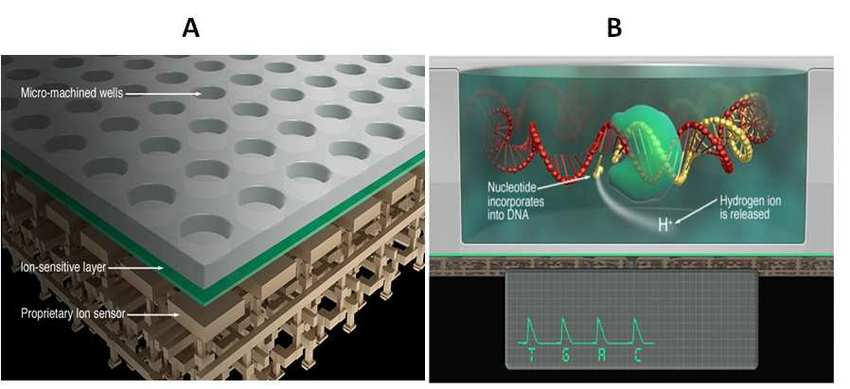 A
B
Micro-machined wells
Ion-sensitive layer
Proprietary Ion sensor
Nucleotide
incorporates
into DNA
Hydrogen ion
is released
H+
T G A C